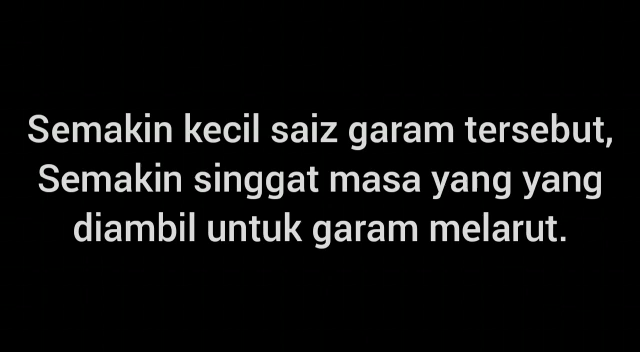 Semakin kecil saiz garam tersebut,
Semakin singgat masa yang yang
diambil untuk garam melarut.